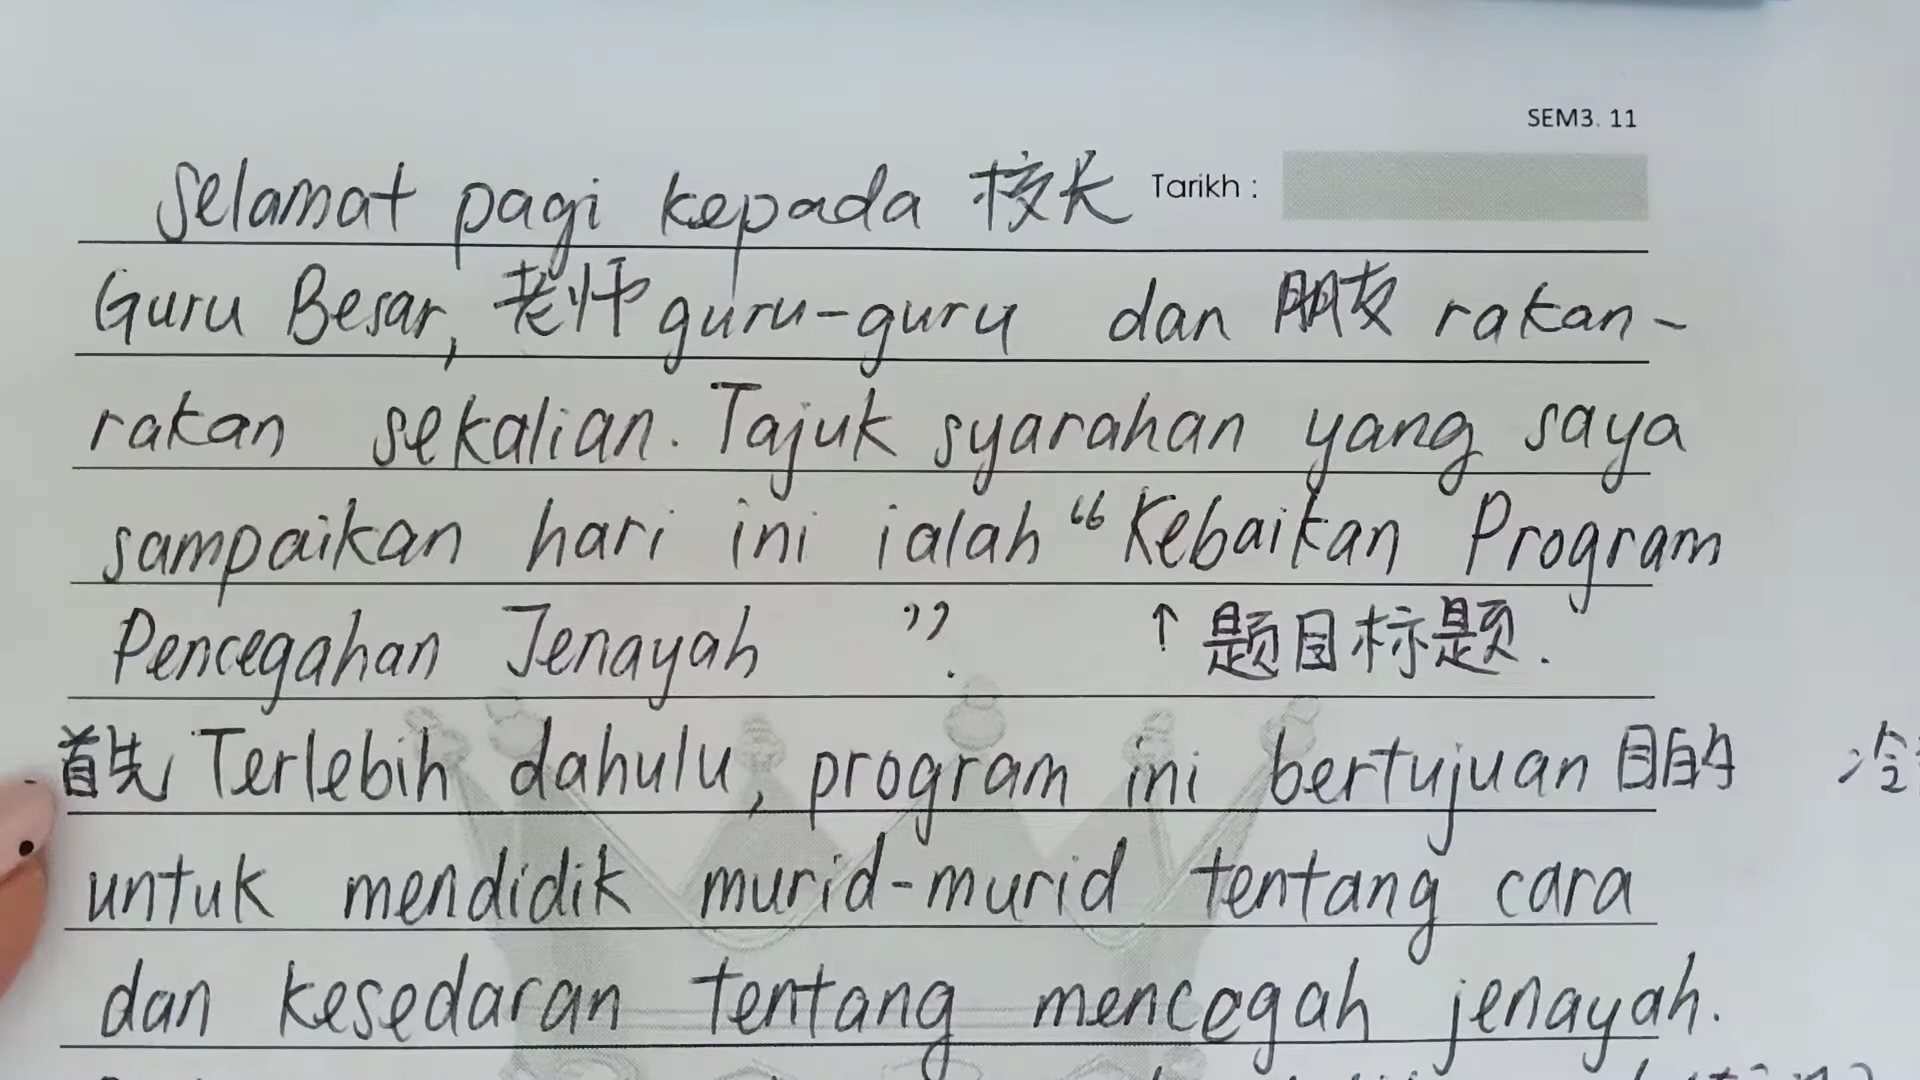 SEM3. 11
Selamat pagi kepada 校长 Tarikh :
Guru Besar, 老师 guru-guru dan 朋友 rakan-
rakan sekalian. Tajuk syarahan yang saya
sampaikan hari ini ialah “Kebaikan Program
Pencegahan Jenayah ”. ↑ 题目标题.
首先 Terlebih dahulu, program ini bertujuan 目的 冷
untuk mendidik murid-murid tentang cara
dan kesedaran tentang mencegah jenayah.